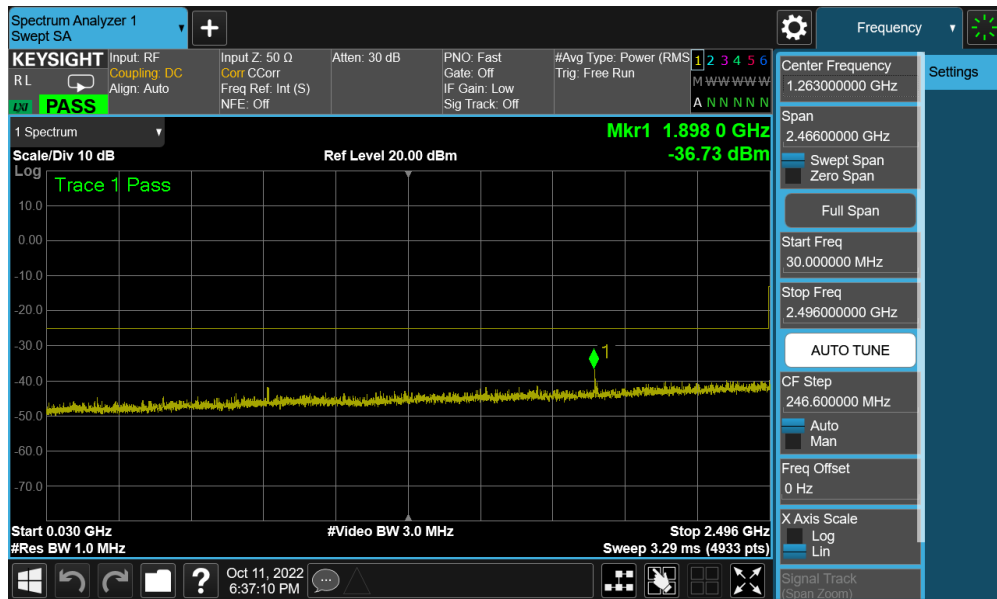 Spectrum Analyzer 1
Swept SA
Frequency
KEYSIGHT
R L
LXI PASS
Input: RF
Coupling: DC
Align: Auto
Input Z: 50 Ω
Corr CCorr
Freq Ref: Int (S)
NFE: Off
Atten: 30 dB
PNO: Fast
Gate: Off
IF Gain: Low
Sig Track: Off
#Avg Type: Power (RMS
Trig: Free Run
1 2 3 4 5 6
M W W W W W
A N N N N N
1 Spectrum
Scale/Div 10 dB
Ref Level 20.00 dBm
Mkr1 1.898 0 GHz
-36.73 dBm
Log
Trace 1 Pass
10.0
0.00
-10.0
-20.0
-30.0
-40.0
-50.0
-60.0
-70.0
1
Start 0.030 GHz
#Video BW 3.0 MHz
Stop 2.496 GHz
#Res BW 1.0 MHz
Sweep 3.29 ms (4933 pts)
Center Frequency
1.263000000 GHz
Settings
Span
2.46600000 GHz
Swept Span
Zero Span
Full Span
Start Freq
30.000000 MHz
Stop Freq
2.496000000 GHz
AUTO TUNE
CF Step
246.600000 MHz
Auto
Man
Freq Offset
0 Hz
X Axis Scale
Log
Lin
Signal Track
(Span Zoom)
?
Oct 11, 2022
6:37:10 PM